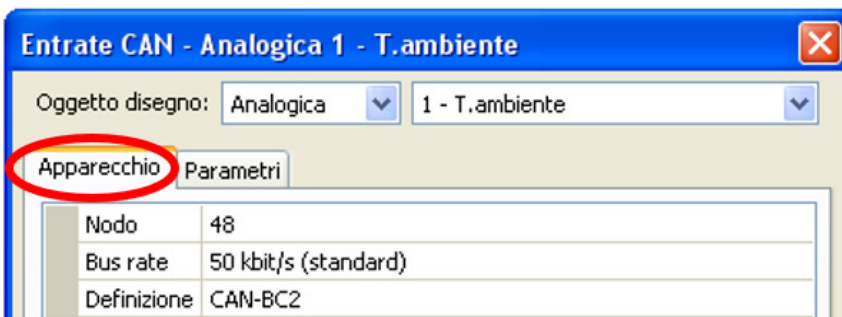 Entrate CAN - Analogica 1 - T.ambiente
Oggetto disegno: Analogica 1 - T.ambiente
Apparecchio Parametri
Nodo 48
Bus rate 50 kbit/s (standard)
Definizione CAN-BC2